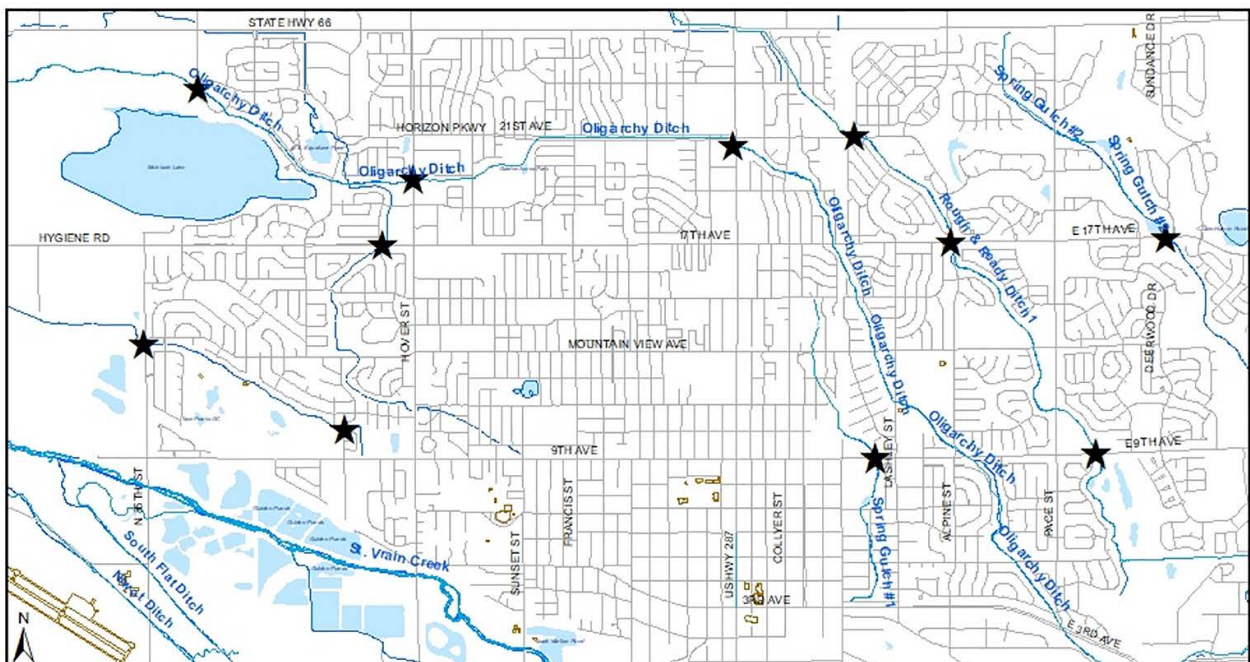 STATE HWY 66
SUNDANCE DR
Oligarchy Ditch
Spring Gulch #2
HORIZON PKWY
21ST AVE
Oligarchy Ditch
Oligarchy Ditch
Spring Gulch #2
Oligarchy Ditch
Rough & Ready Ditch 1
HYGIENE RD
17TH AVE
E 17TH AVE
HOVER ST
DEERWOOD DR
MOUNTAIN VIEW AVE
Oligarchy Ditch
Oligarchy Ditch
LASHLEY ST
9TH AVE
E 9TH AVE
N 75TH ST
FRANCIS ST
SUNSET ST
US HWY 287
COLLYER ST
Spring Gulch #1
ALPINE ST
PACE ST
St. Vrain Creek
South Flat Ditch
Niwot Ditch
Oligarchy Ditch
3RD AVE
E 3RD AVE
N